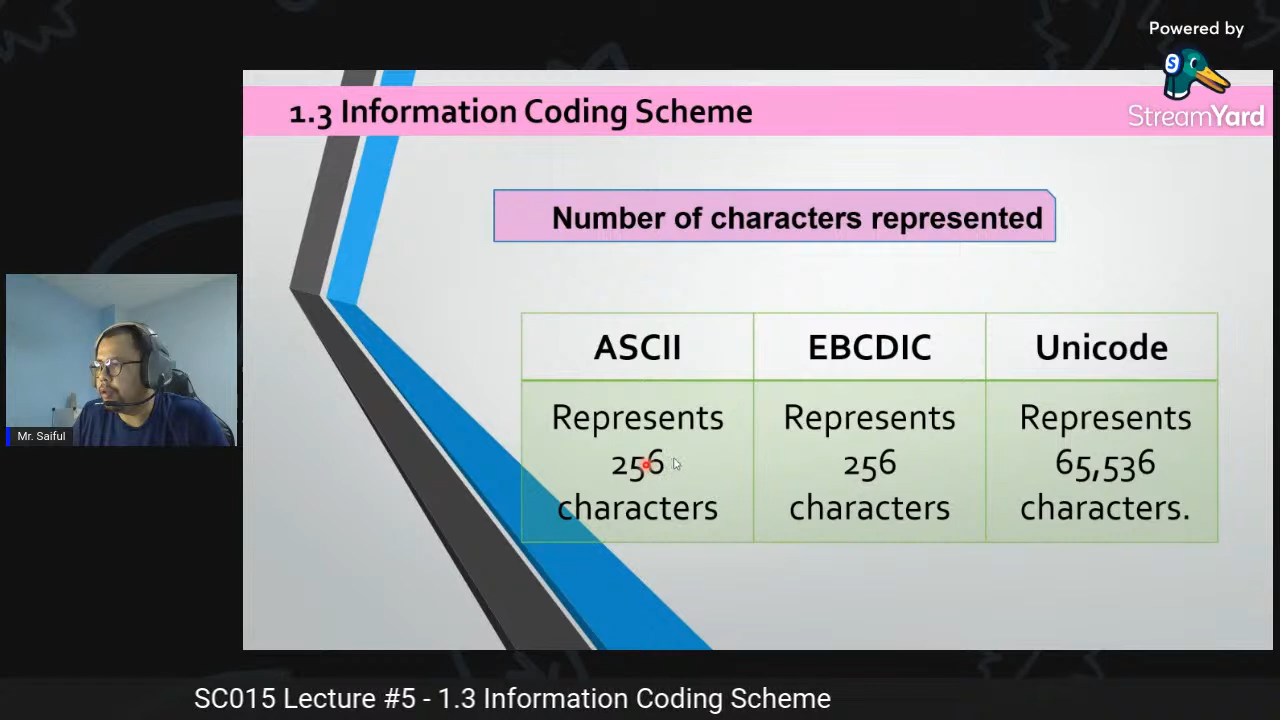 Powered by
StreamYard
1.3 Information Coding Scheme
Number of characters represented
ASCII
EBCDIC
Unicode
Represents
256
characters
Represents
256
characters
Represents
65,536
characters.
Mr. Saiful
SC015 Lecture #5 - 1.3 Information Coding Scheme